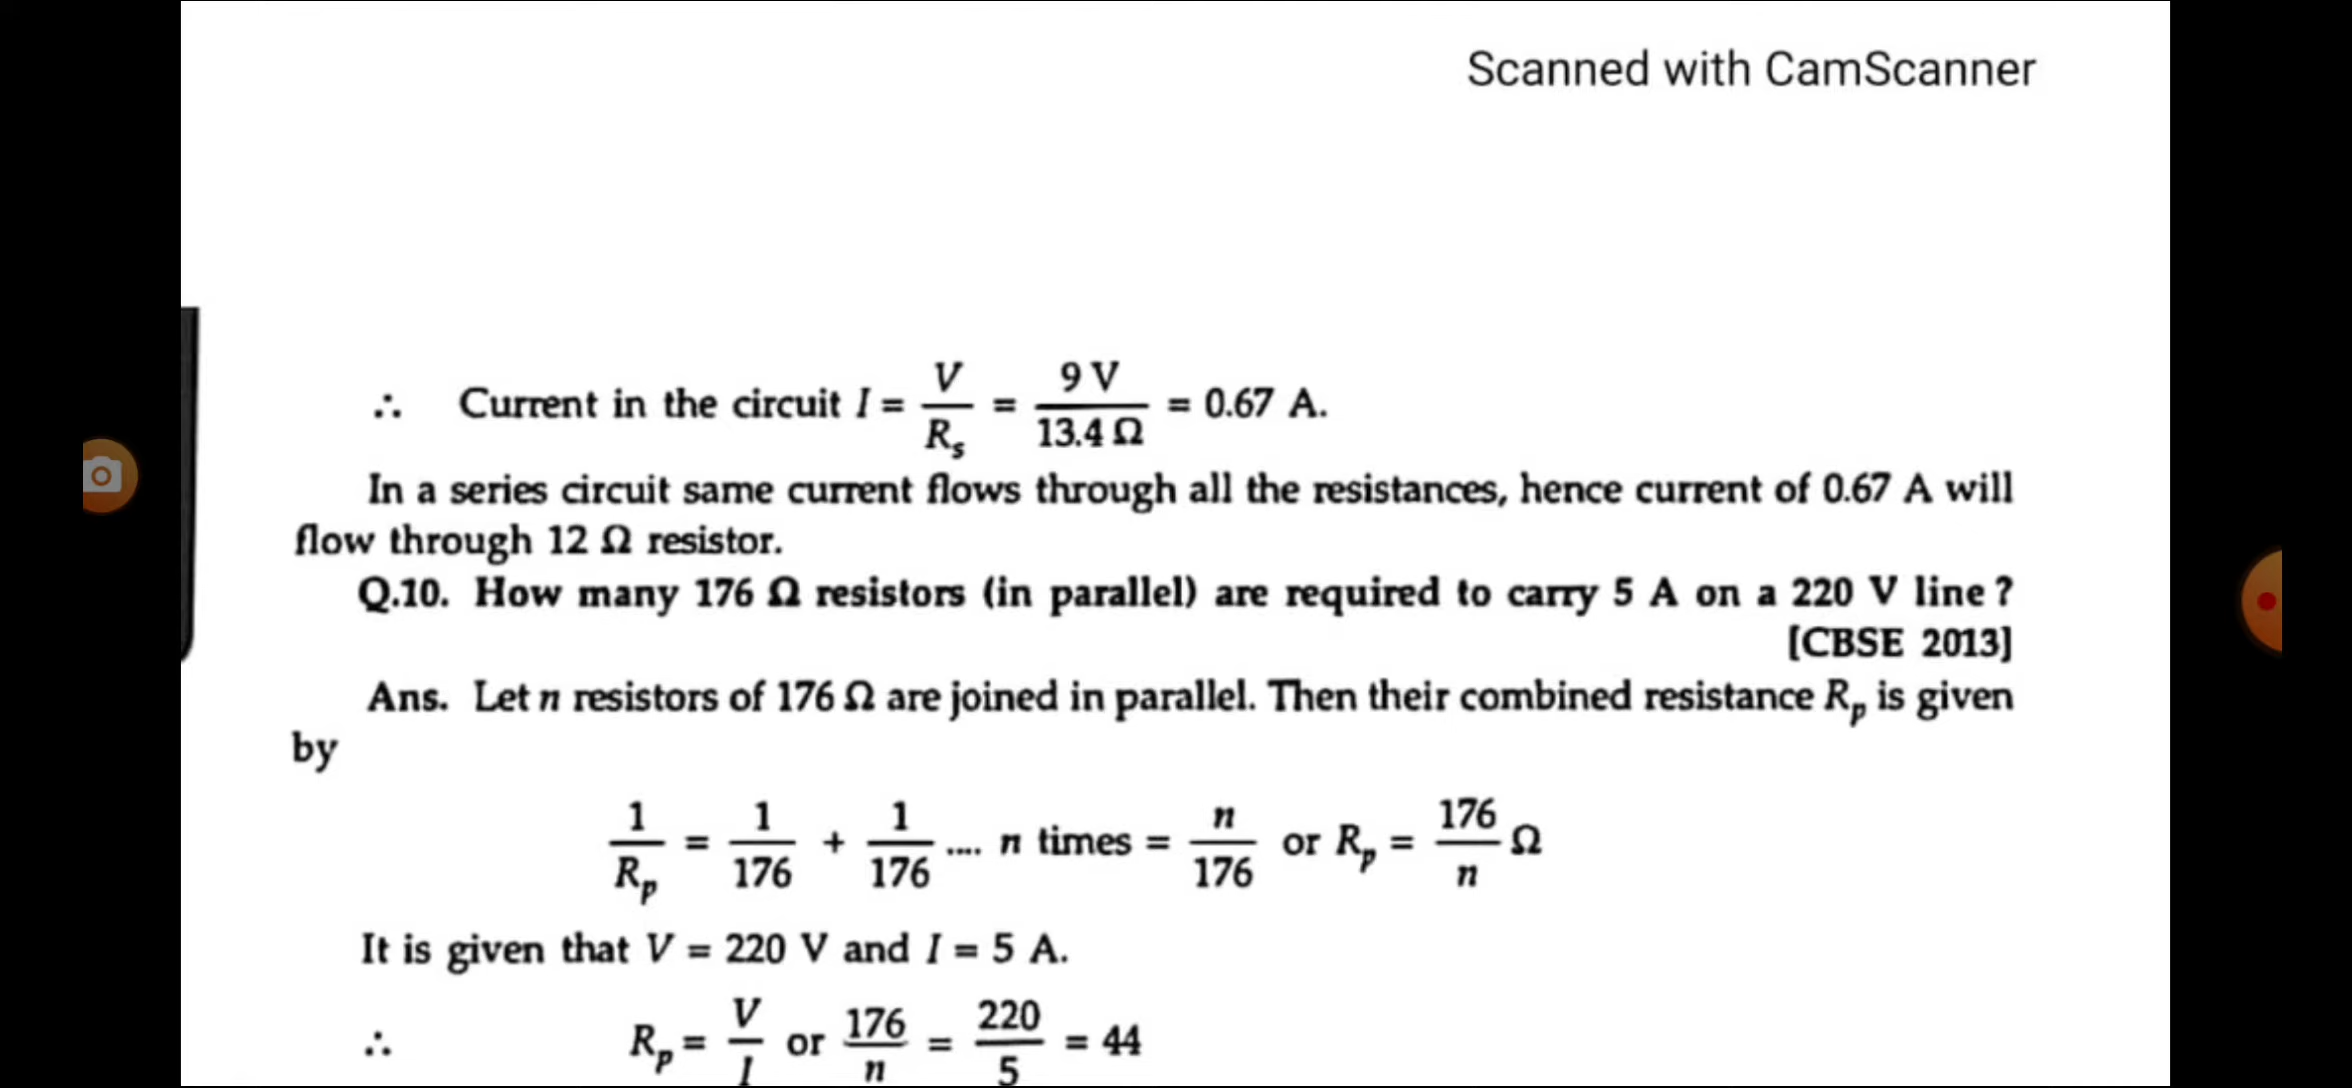 Scanned with CamScanner
∴ Current in the circuit I = V/Rₛ = 9 V/13.4 Ω = 0.67 A.
In a series circuit same current flows through all the resistances, hence current of 0.67 A will
flow through 12 Ω resistor.
Q.10. How many 176 Ω resistors (in parallel) are required to carry 5 A on a 220 V line ?
[CBSE 2013]
Ans. Let n resistors of 176 Ω are joined in parallel. Then their combined resistance Rₚ is given
by
1/Rₚ = 1/176 + 1/176 .... n times = n/176 or Rₚ = 176/n Ω
It is given that V = 220 V and I = 5 A.
∴ Rₚ = V/I or 176/n = 220/5 = 44